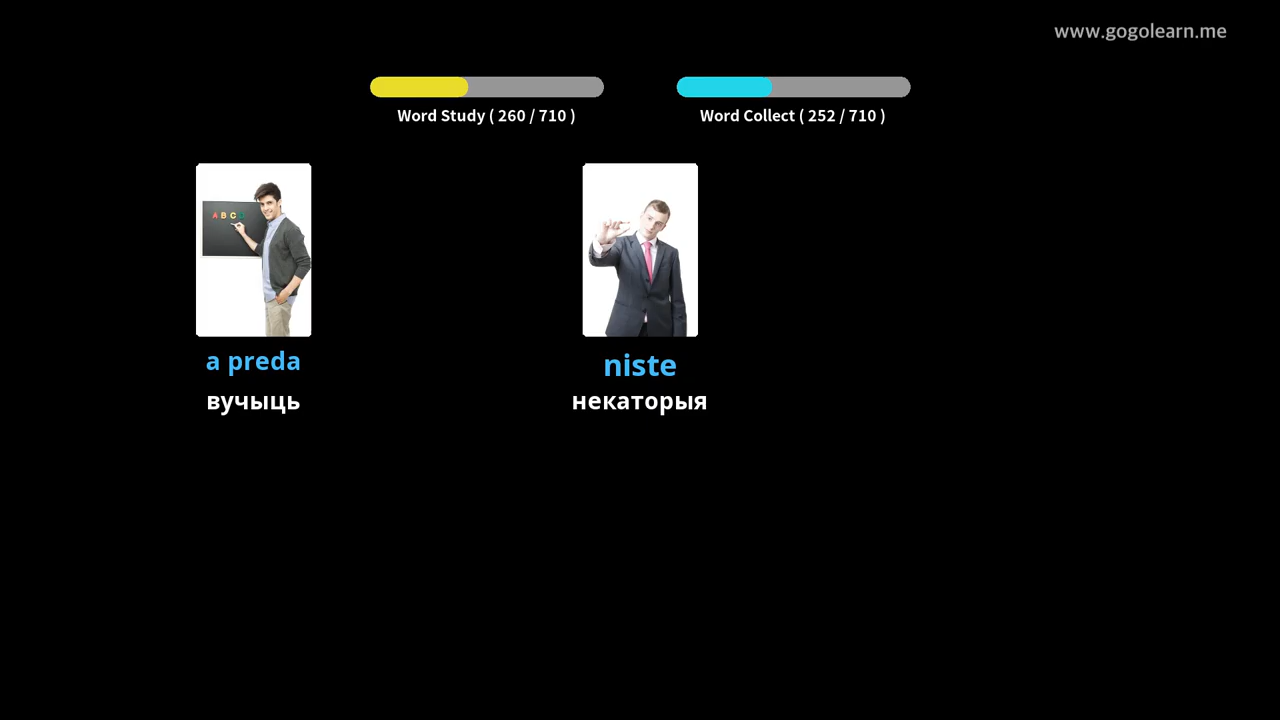 www.gogolearn.me
Word Study ( 260 / 710 )
Word Collect ( 252 / 710 )
A B C D
a preda
вучыць
niste
некаторыя